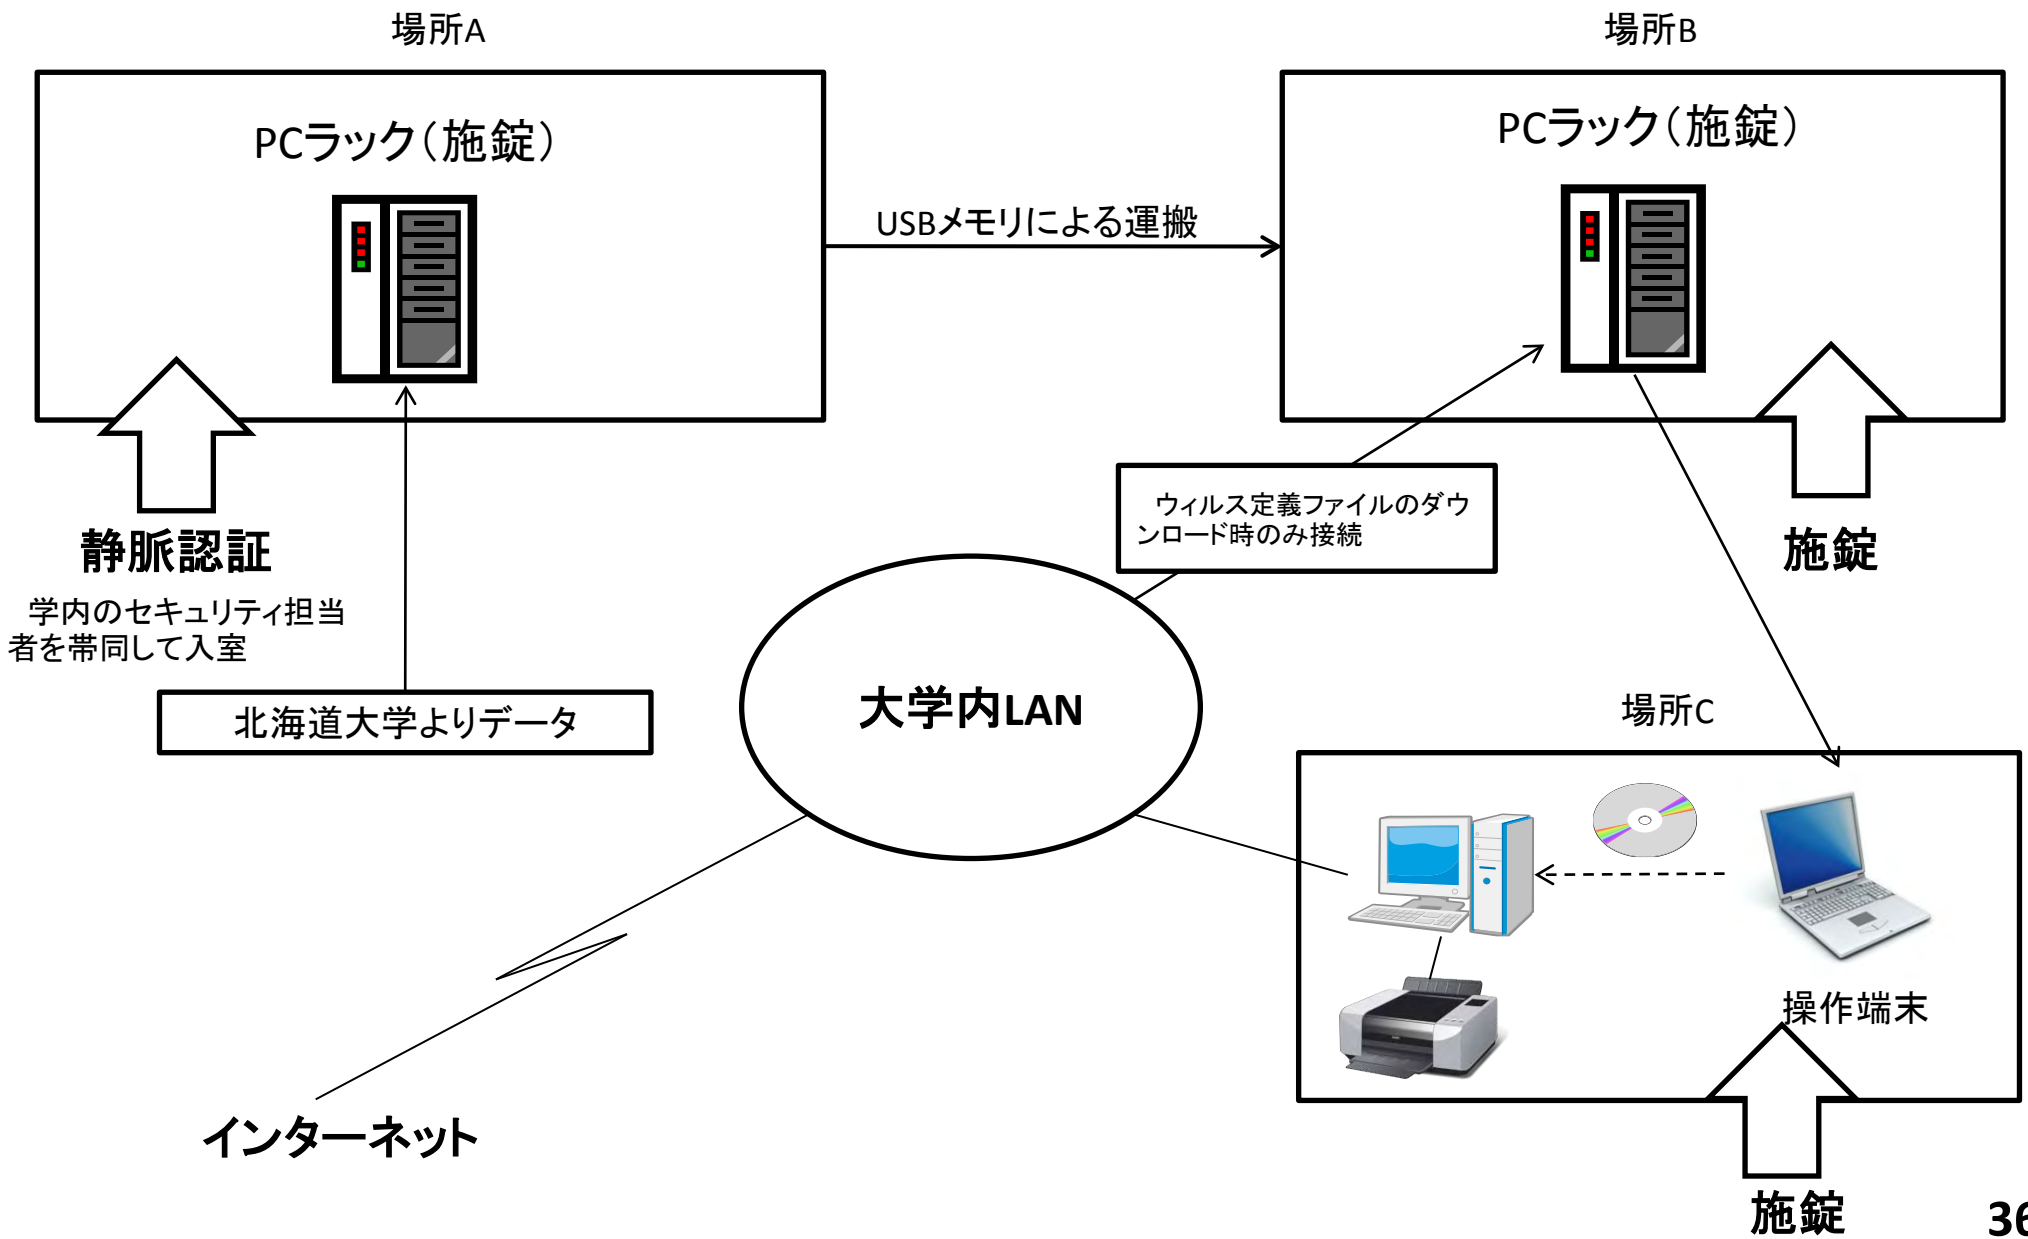 場所A
場所B
PCラック（施錠）
PCラック（施錠）
USBメモリによる運搬
ウィルス定義ファイルのダウ
ンロード時のみ接続
静脈認証
施錠
学内のセキュリティ担当
者を帯同して入室
大学内LAN
北海道大学よりデータ
場所C
操作端末
インターネット
施錠
36